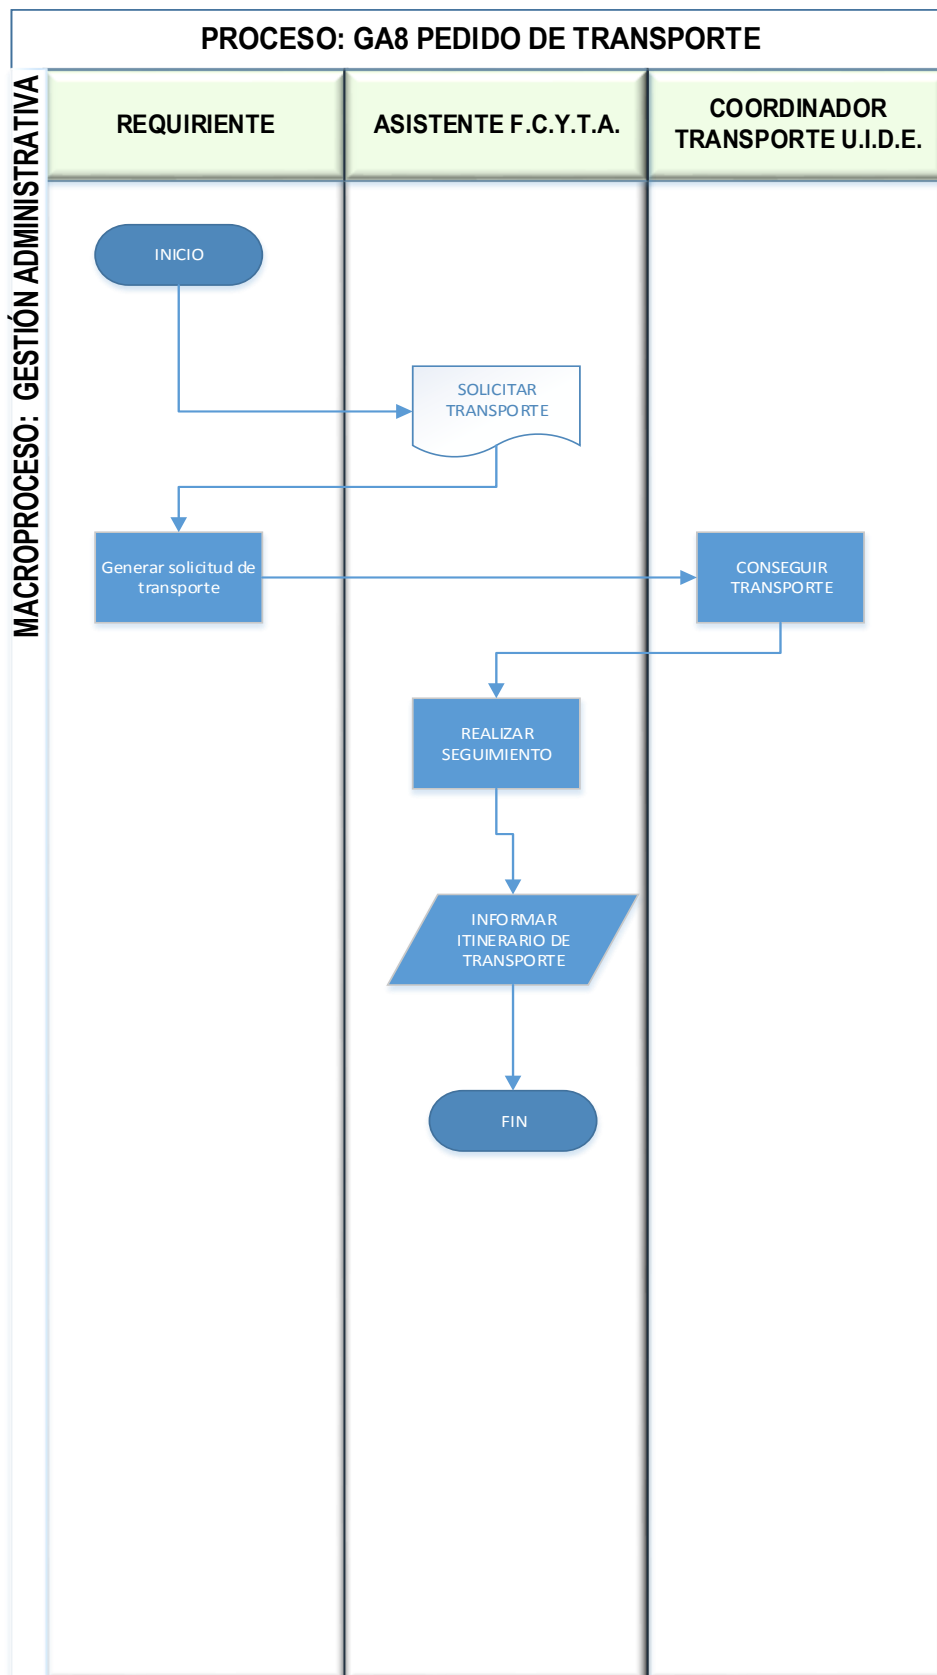 PROCESO: GA8 PEDIDO DE TRANSPORTE
MACROPROCESO: GESTIÓN ADMINISTRATIVA
REQUIRIENTE
ASISTENTE F.C.Y.T.A.
COORDINADOR
TRANSPORTE U.I.D.E.
INICIO
SOLICITAR
TRANSPORTE
Generar solicitud de
transporte
CONSEGUIR
TRANSPORTE
REALIZAR
SEGUIMIENTO
INFORMAR
ITINERARIO DE
TRANSPORTE
FIN